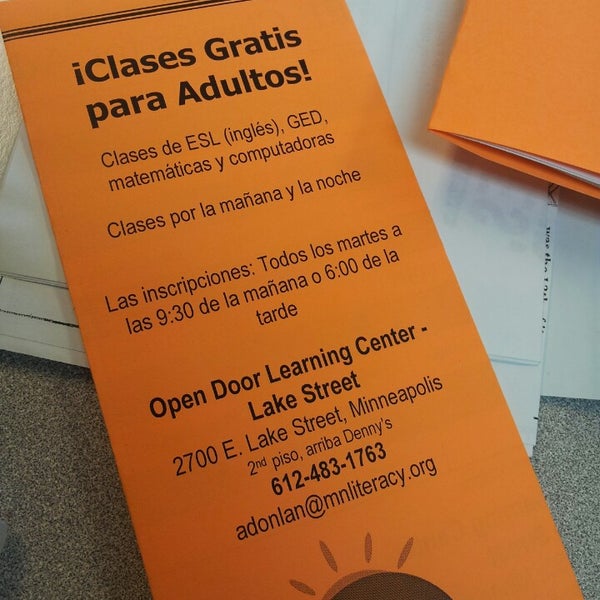 ¡Clases Gratis
para Adultos!
Clases de ESL (inglés), GED,
matemáticas y computadoras
Clases por la mañana y la noche
Las inscripciones: Todos los martes a
las 9:30 de la mañana o 6:00 de la
tarde
Open Door Learning Center -
Lake Street
2700 E. Lake Street, Minneapolis
2nd piso, arriba Denny's
612-483-1763
adonlan@mnliteracy.org